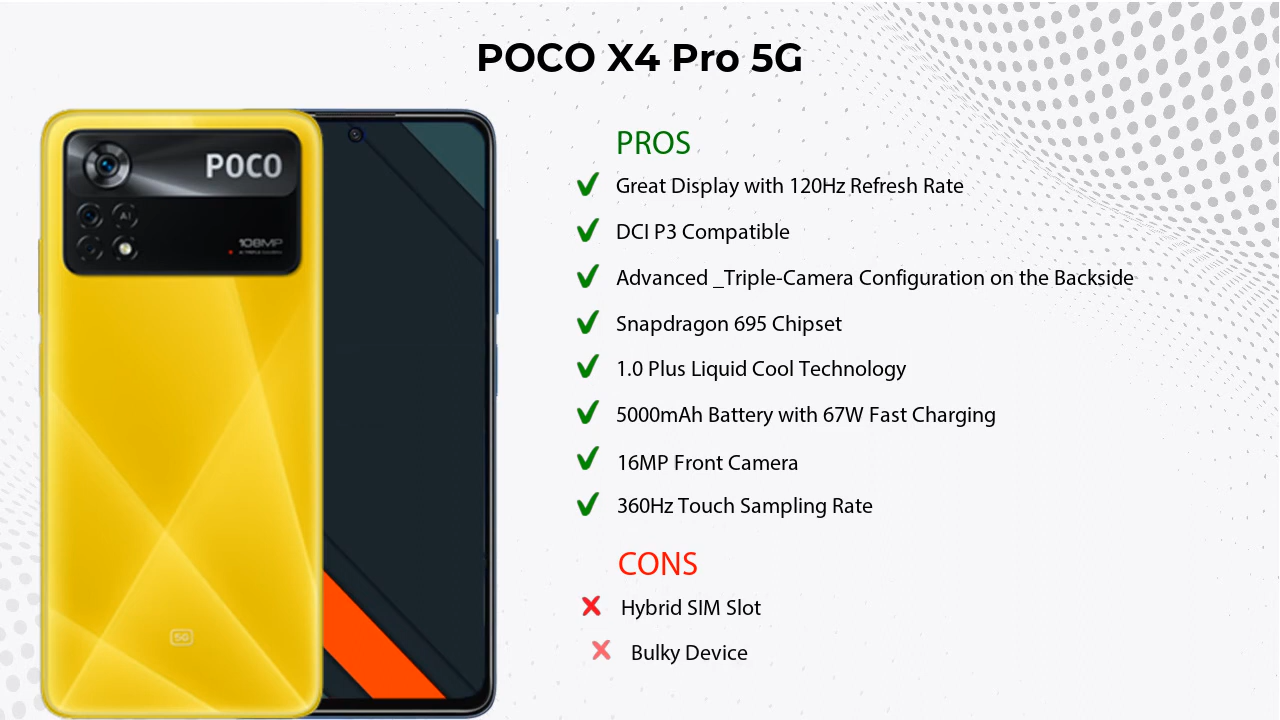 POCO X4 Pro 5G
POCO
AI
108MP
5G
PROS
Great Display with 120Hz Refresh Rate
DCI P3 Compatible
Advanced _Triple-Camera Configuration on the Backside
Snapdragon 695 Chipset
1.0 Plus Liquid Cool Technology
5000mAh Battery with 67W Fast Charging
16MP Front Camera
360Hz Touch Sampling Rate
CONS
Hybrid SIM Slot
Bulky Device